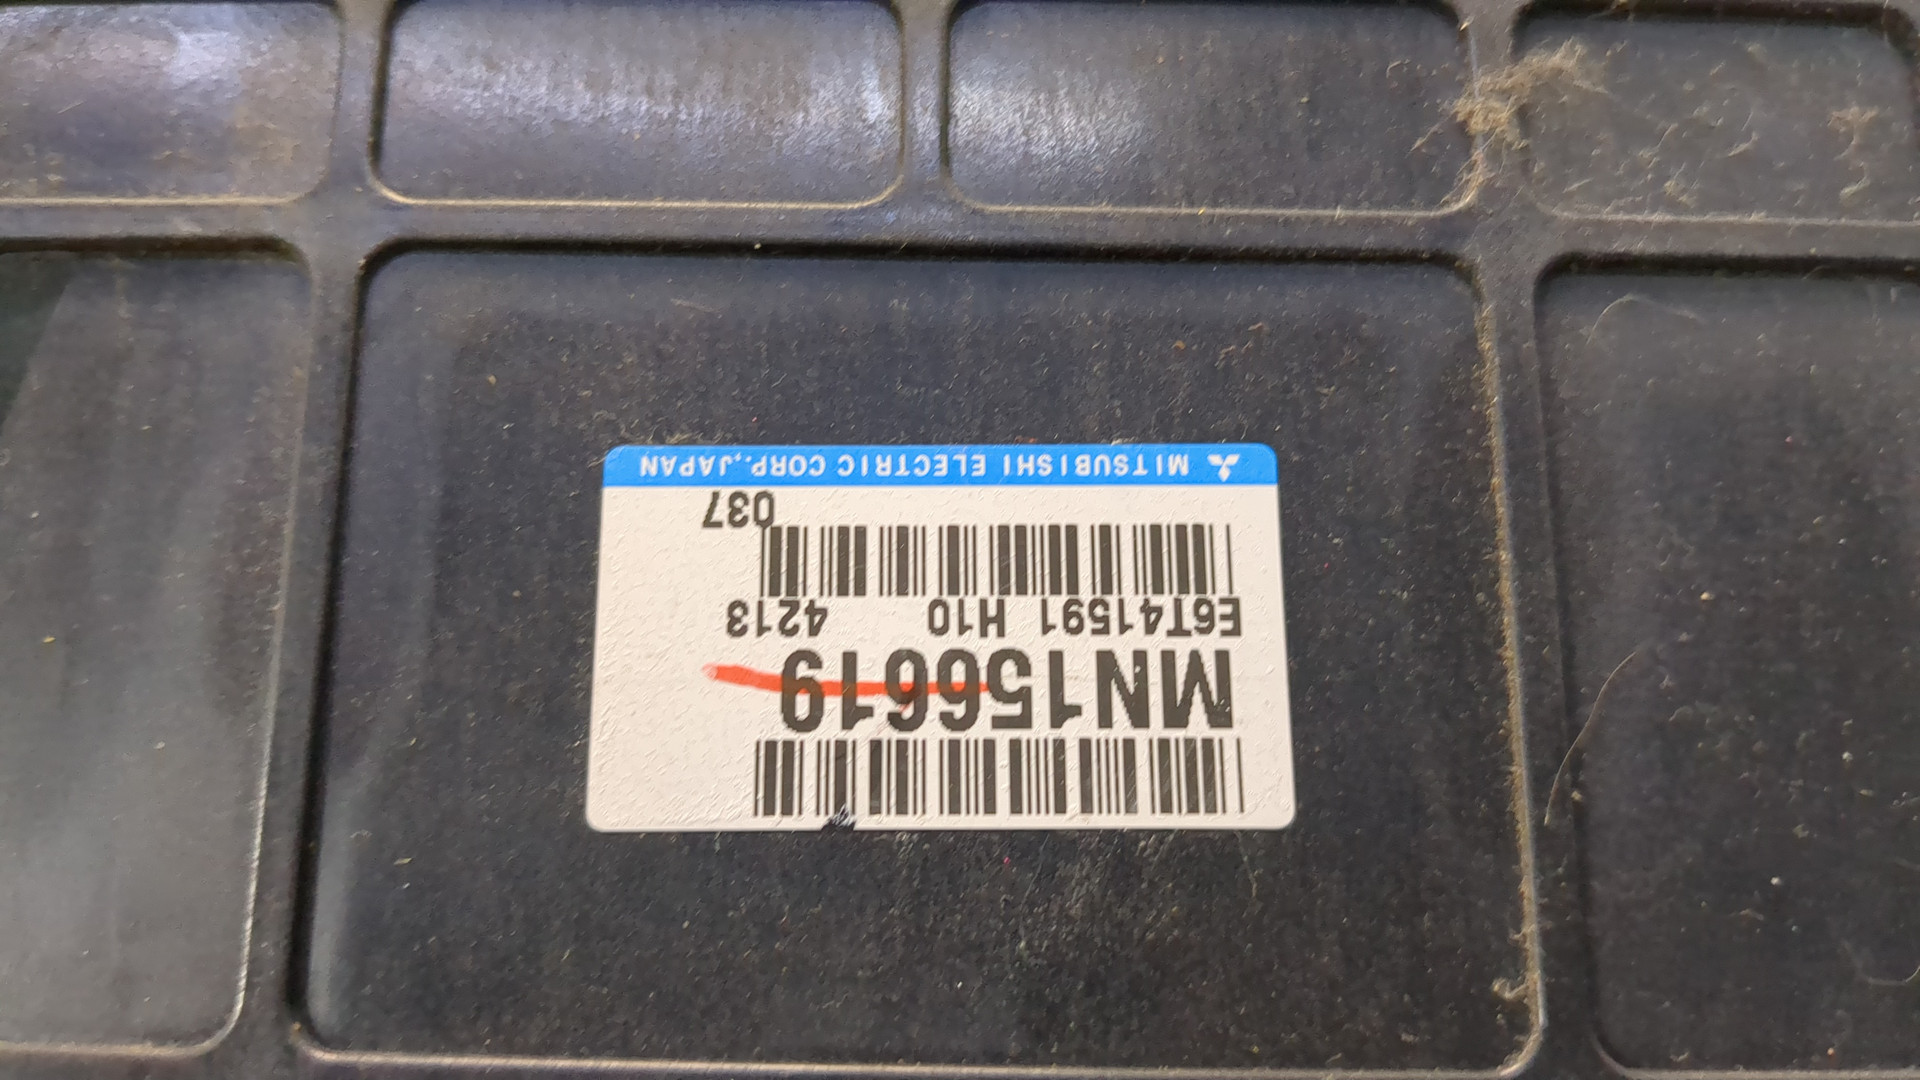 MN156619
E6T41591 H10 4213
037
MITSUBISHI ELECTRIC CORP.,JAPAN